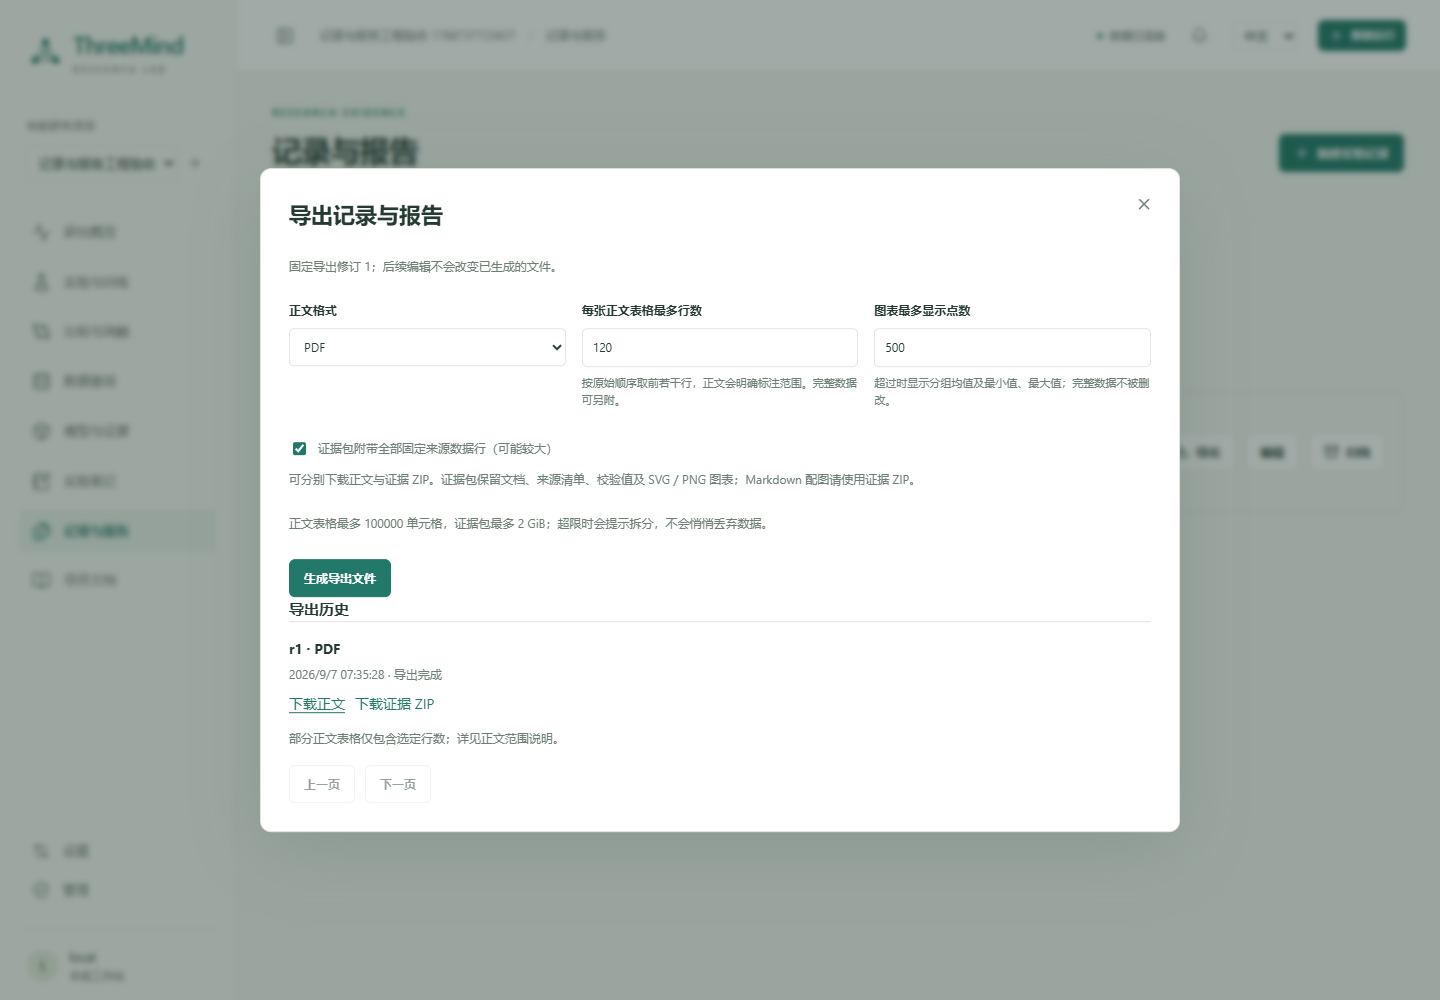 ThreeMind
RESEARCH LAB
RESEARCH EVIDENCE
记录与报告
导出记录与报告
固定导出修订 1；后续编辑不会改变已生成的文件。
正文格式
每张正文表格最多行数
图表最多显示点数
PDF
120
500
按原始顺序取前若干行，正文会明确标注范围。完整数据
可另附。
超过时显示分组均值及最小值、最大值；完整数据不被删
改。
证据包附带全部固定来源数据行（可能较大）
可分别下载正文与证据 ZIP。证据包保留文档、来源清单、校验值及 SVG / PNG 图表；Markdown 配图请使用证据 ZIP。
正文表格最多 100000 单元格，证据包最多 2 GiB；超限时会提示拆分，不会悄悄丢弃数据。
生成导出文件
导出历史
r1 · PDF
2026/9/7 07:35:28 · 导出完成
下载正文 下载证据 ZIP
部分正文表格仅包含选定行数；详见正文范围说明。
上一页 下一页
记录与报告